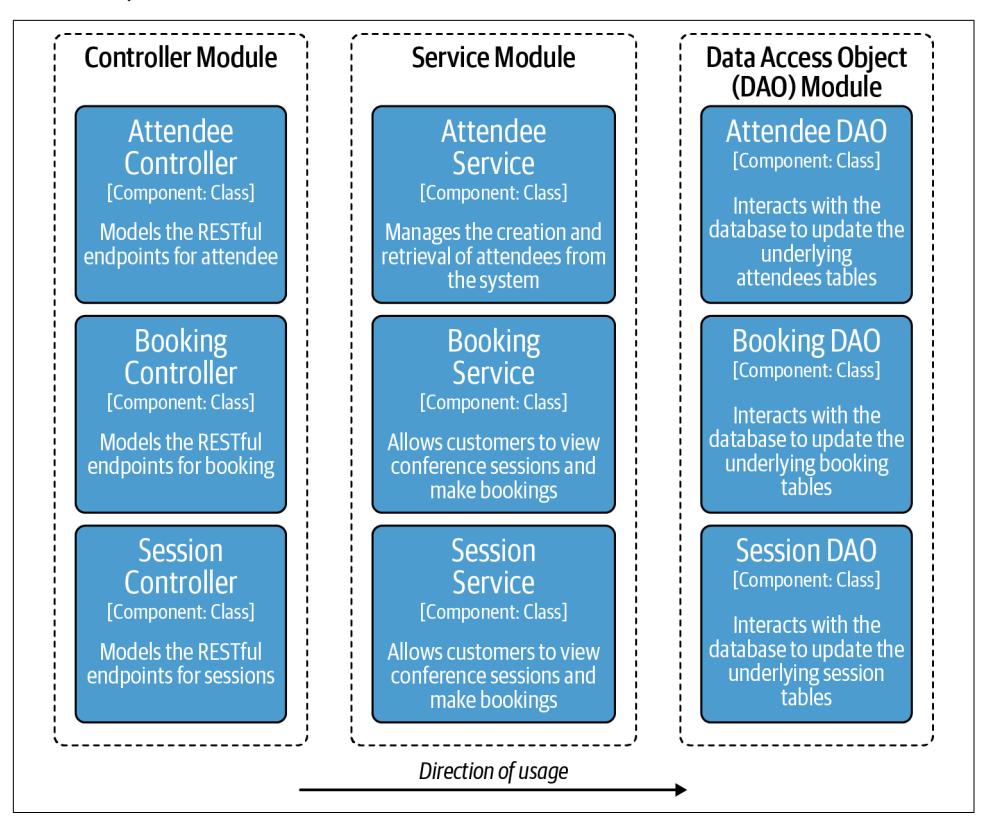 Controller Module
Attendee
Controller
[Component: Class]
Models the RESTful
endpoints for attendee
Booking
Controller
[Component: Class]
Models the RESTful
endpoints for booking
Session
Controller
[Component: Class]
Models the RESTful
endpoints for sessions
Service Module
Attendee
Service
[Component: Class]
Manages the creation and
retrieval of attendees from
the system
Booking
Service
[Component: Class]
Allows customers to view
conference sessions and
make bookings
Session
Service
[Component: Class]
Allows customers to view
conference sessions and
make bookings
Data Access Object
(DAO) Module
Attendee DAO
[Component: Class]
Interacts with the
database to update the
underlying
attendees tables
Booking DAO
[Component: Class]
Interacts with the
database to update the
underlying booking
tables
Session DAO
[Component: Class]
Interacts with the
database to update the
underlying session
tables
Direction of usage